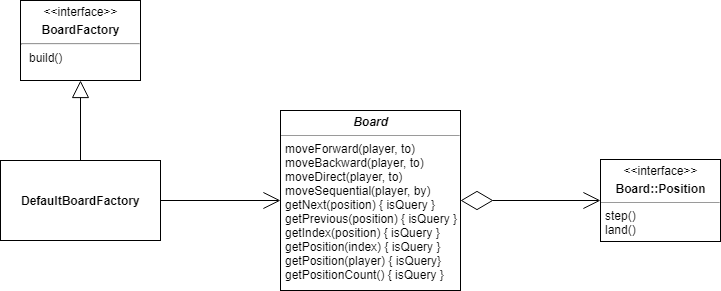 <<interface>>
BoardFactory
build()
DefaultBoardFactory
Board
moveForward(player, to)
moveBackward(player, to)
moveDirect(player, to)
moveSequential(player, by)
getNext(position) { isQuery }
getPrevious(position) { isQuery }
getIndex(position) { isQuery }
getPosition(index) { isQuery }
getPosition(player) { isQuery}
getPositionCount() { isQuery }
<<interface>>
Board::Position
step()
land()